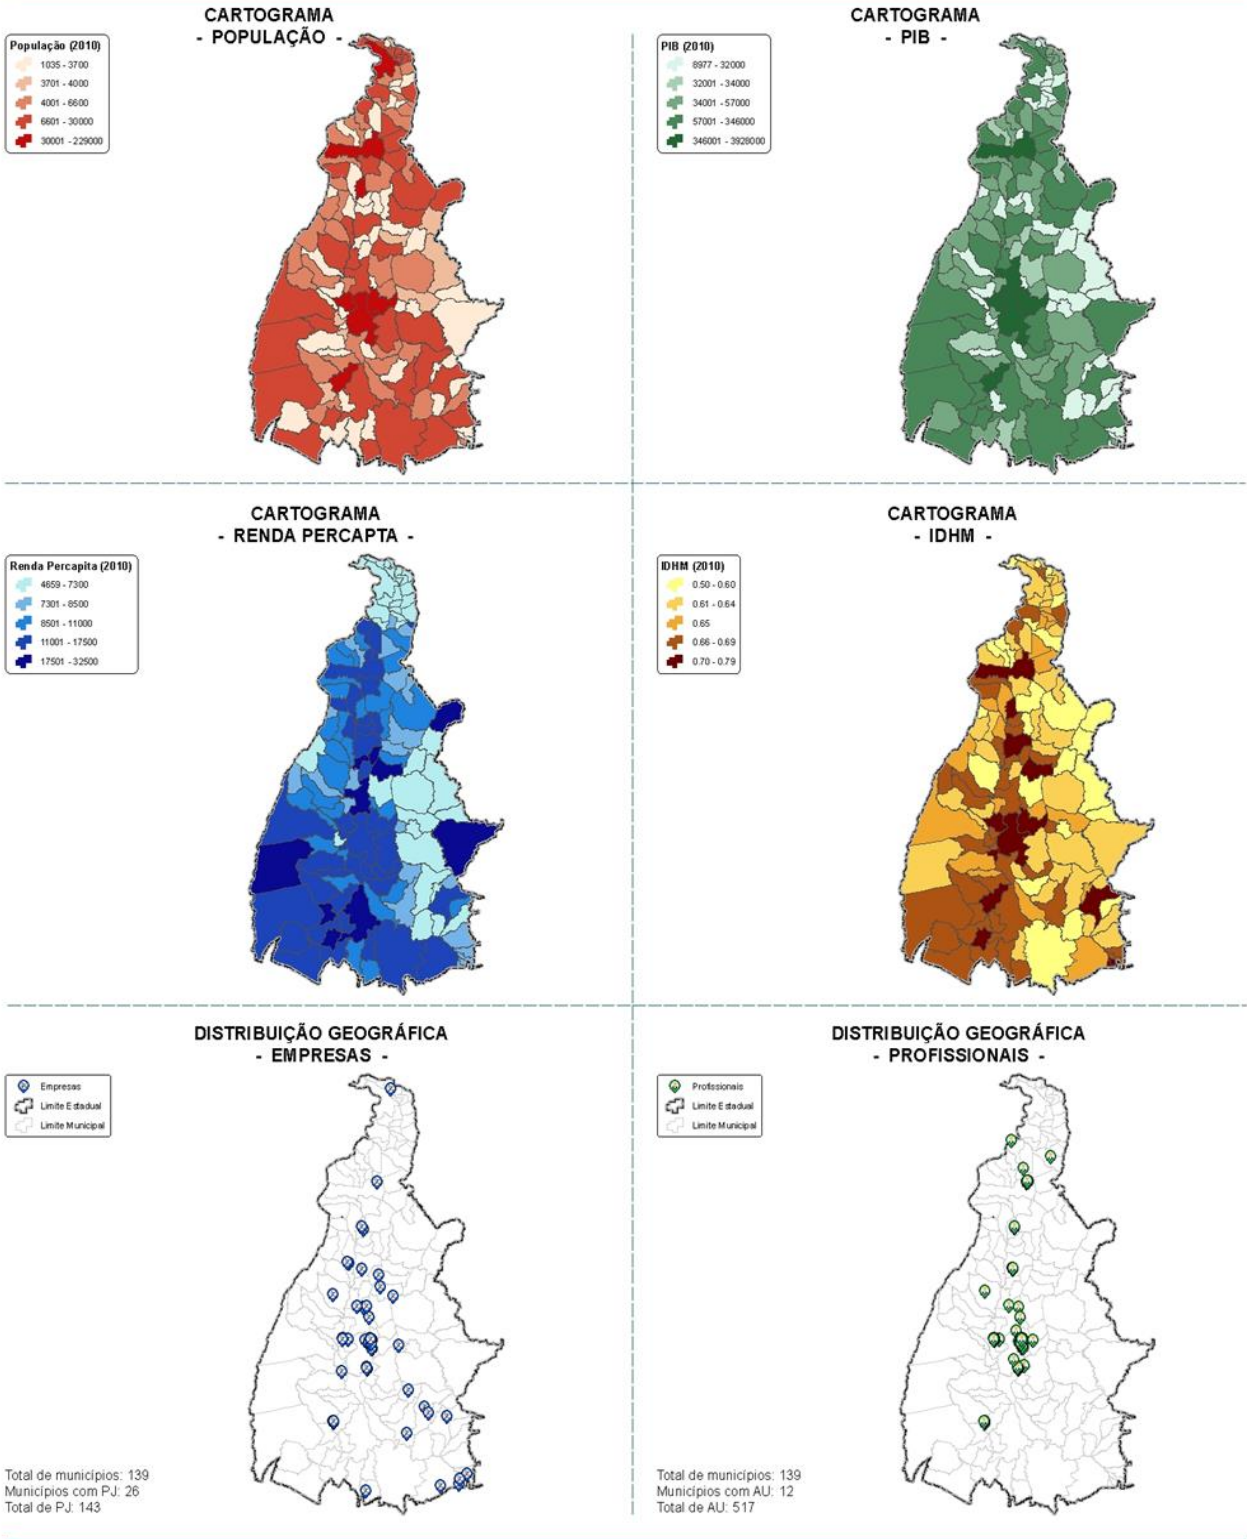 CARTOGRAMA
- POPULAÇÃO -
População (2010)
1035 - 3700
3701 - 4000
4001 - 6600
6601 - 30000
30001 - 229000
CARTOGRAMA
- PIB -
PIB (2010)
8977 - 32000
32001 - 34000
34001 - 57000
57001 - 346000
346001 - 3928000
CARTOGRAMA
- RENDA PERCAPTA -
Renda Percapita (2010)
4659 - 7300
7301 - 8500
8501 - 11000
11001 - 17500
17501 - 32500
CARTOGRAMA
- IDHM -
IDHM (2010)
0.50 - 0.60
0.61 - 0.64
0.65
0.66 - 0.69
0.70 - 0.79
DISTRIBUIÇÃO GEOGRÁFICA
- EMPRESAS -
Empresas
Limite Estadual
Limite Municipal
Total de municípios: 139
Municípios com PJ: 26
Total de PJ: 143
DISTRIBUIÇÃO GEOGRÁFICA
- PROFISSIONAIS -
Profissionais
Limite Estadual
Limite Municipal
Total de municípios: 139
Municípios com AU: 12
Total de AU: 517